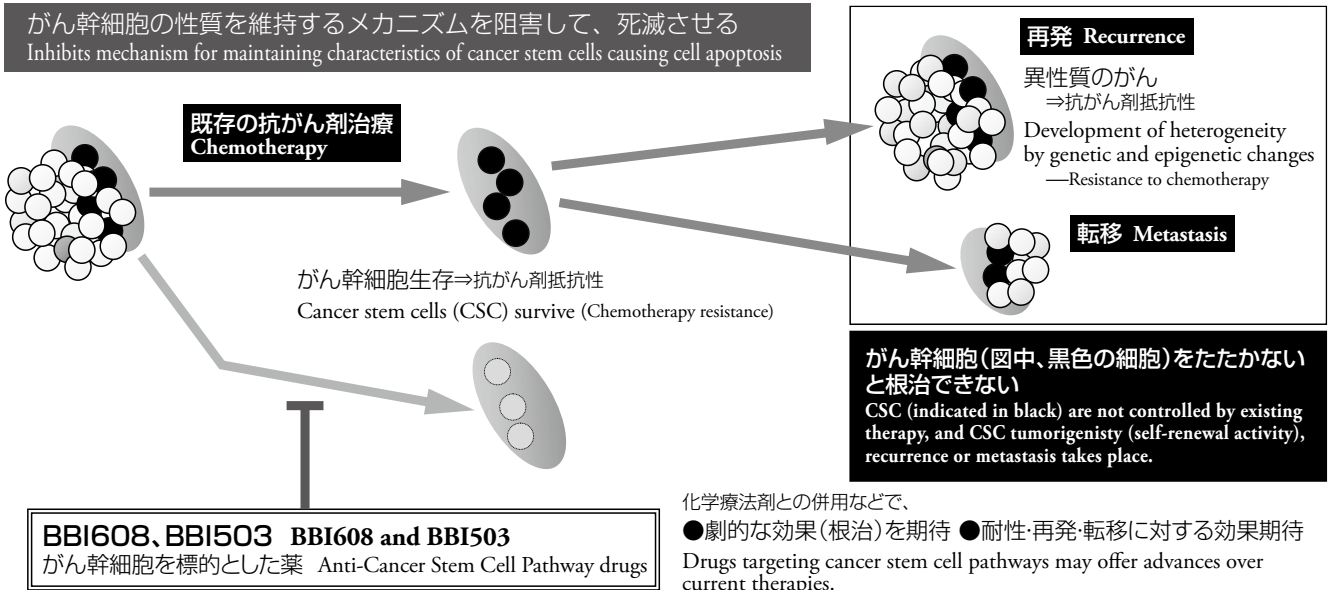 がん幹細胞の性質を維持するメカニズムを阻害して、死滅させる
Inhibits mechanism for maintaining characteristics of cancer stem cells causing cell apoptosis
既存の抗がん剤治療
Chemotherapy
がん幹細胞生存⇒抗がん剤抵抗性
Cancer stem cells (CSC) survive (Chemotherapy resistance)
再発 Recurrence
異性質のがん
⇒抗がん剤抵抗性
Development of heterogeneity
by genetic and epigenetic changes
—Resistance to chemotherapy
転移 Metastasis
がん幹細胞（図中、黒色の細胞）をたたかない
と根治できない
CSC (indicated in black) are not controlled by existing
therapy, and CSC tumorigenisty (self-renewal activity),
recurrence or metastasis takes place.
BBI608、BBI503 BBI608 and BBI503
がん幹細胞を標的とした薬 Anti-Cancer Stem Cell Pathway drugs
化学療法剤との併用などで、
●劇的な効果（根治）を期待 ●耐性・再発・転移に対する効果期待
Drugs targeting cancer stem cell pathways may offer advances over
current therapies.